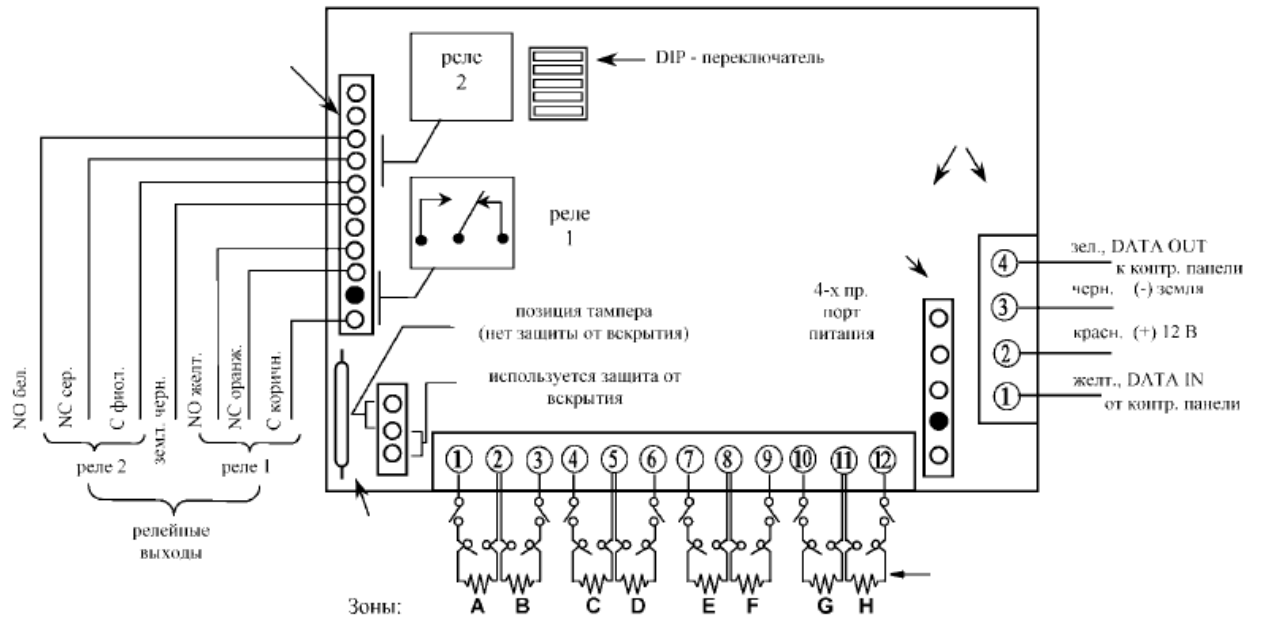 реле
2
DIP - переключатель
реле
1
4-х пр.
порт
питания
4
3
2
1
зел., DATA OUT
к контр. панели
черн. (-) земля
красн. (+) 12 В
желт., DATA IN
от контр. панели
позиция тампера
(нет защиты от вскрытия)
используется защита от
вскрытия
NO бел.
NC сер.
C фиол.
земл. черн.
NO желт.
NC оранж.
C коричн.
реле 2
реле 1
релейные
выходы
1 2 3 4 5 6 7 8 9 10 11 12
Зоны: A B C D E F G H